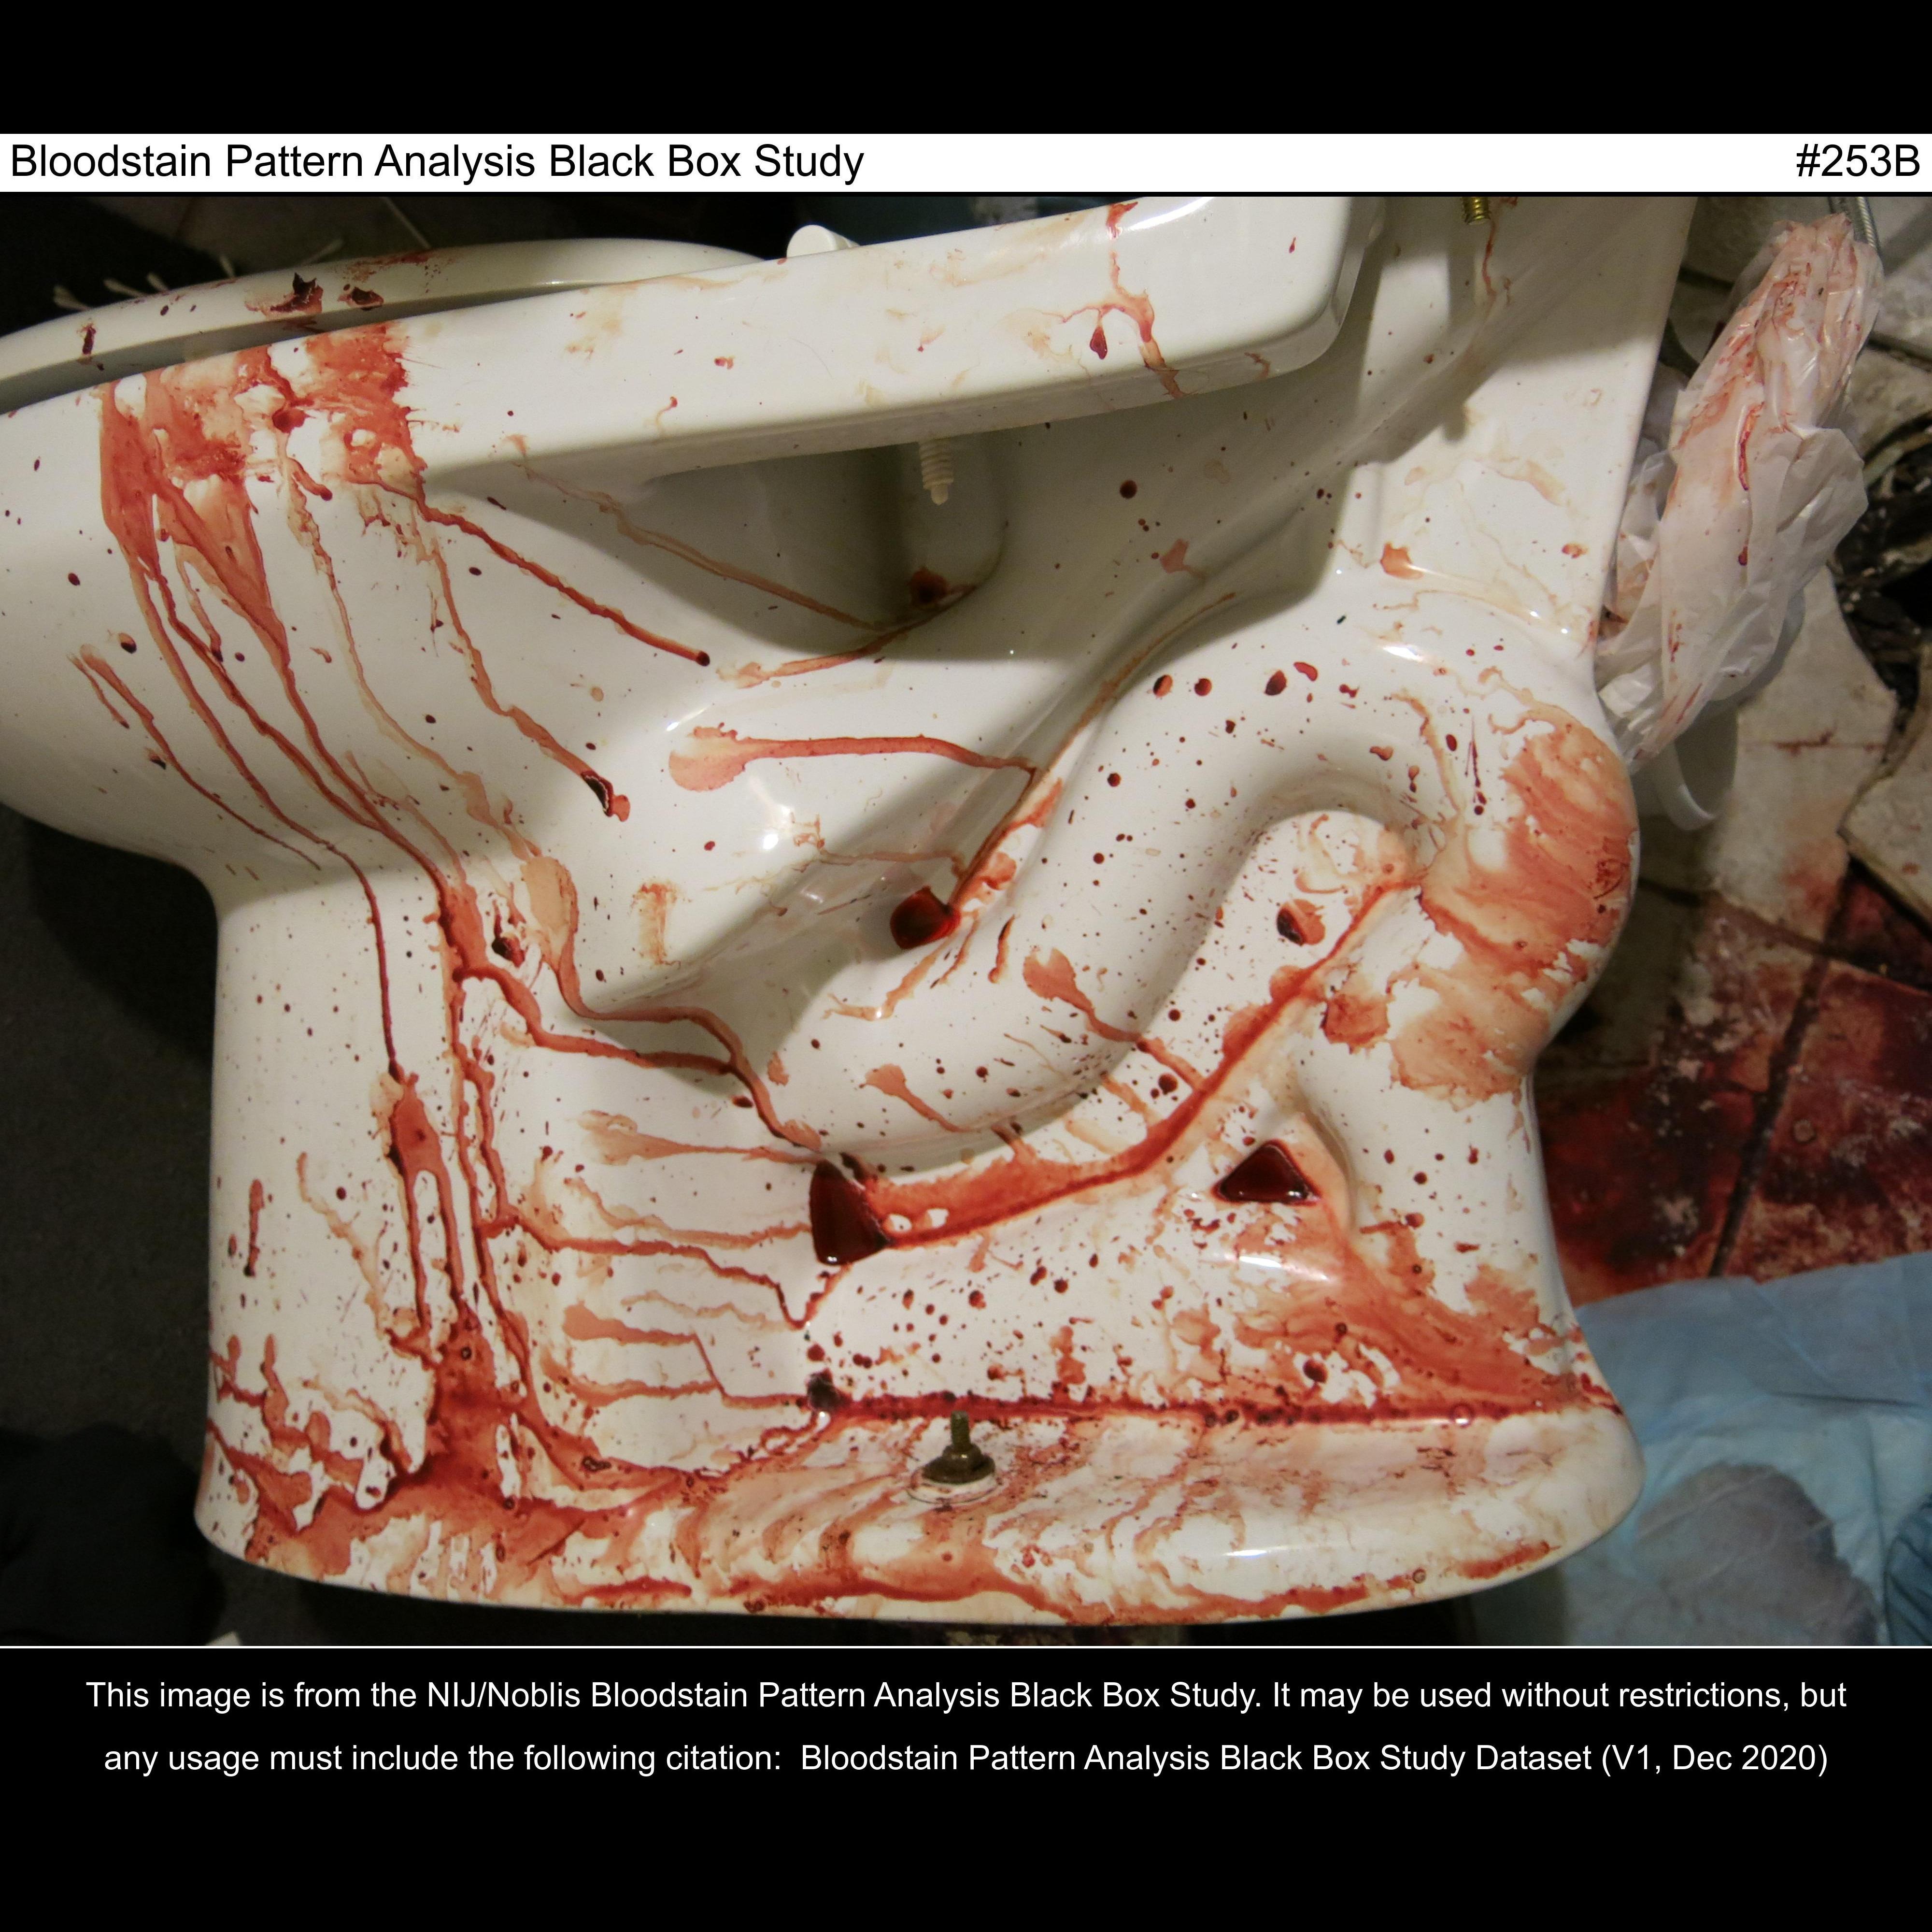 Bloodstain Pattern Analysis Black Box Study #253B
This image is from the NIJ/Noblis Bloodstain Pattern Analysis Black Box Study. It may be used without restrictions, but
any usage must include the following citation:  Bloodstain Pattern Analysis Black Box Study Dataset (V1, Dec 2020)